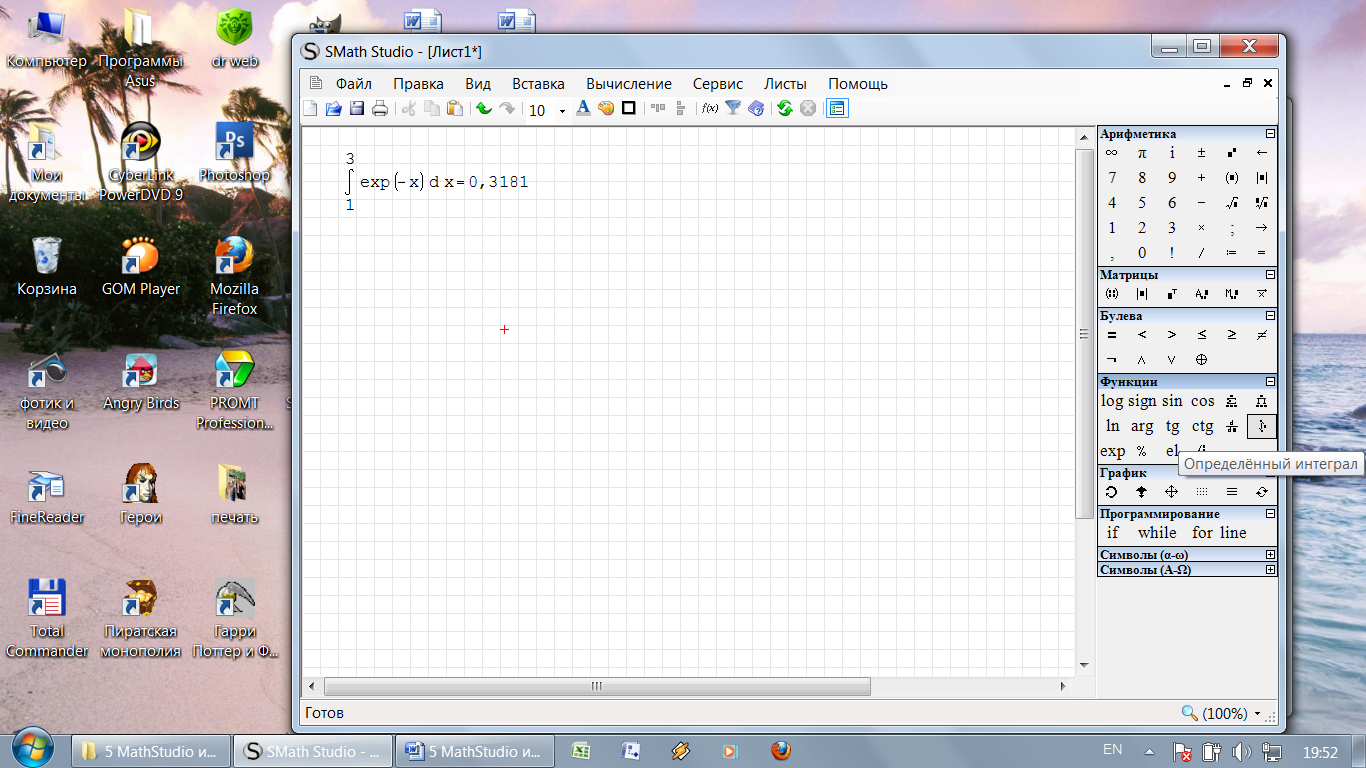 Компьютер
Программы Asus
dr web
Мои документы
CyberLink PowerDVD 9
Photoshop
Корзина
GOM Player
Mozilla Firefox
фотик и видео
Angry Birds
PROMT Profession...
FineReader
Герои
печать
Total Commander
Пиратская монополия
Гарри Поттер и Ф...
SMath Studio - [Лист1*]
Файл Правка Вид Вставка Вычисление Сервис Листы Помощь
10 f(x)
3
∫ exp(-x) d x=0,3181
1
Арифметика
∞ π i ± ←
7 8 9 +
4 5 6 −
1 2 3 × ; →
, 0 ! / := =
Матрицы
Булева
= < > ≤ ≥ ≠
¬ ∧ ∨ ⊕
Функции
log sign sin cos
ln arg tg ctg
exp % el
Определённый интеграл
График
Программирование
if while for line
Символы (α-ω)
Символы (Α-Ω)
Готов
(100%)
5 MathStudio и...
SMath Studio - ...
5 MathStudio и...
EN
19:52